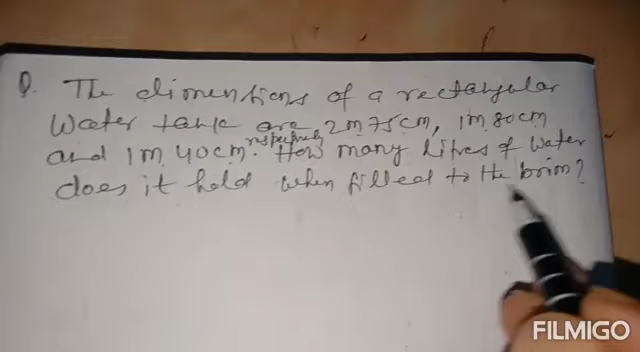 Q. The dimentions of a rectangular
Water tank are 2m 75cm, 1m 80cm
and 1m 40cm respectively. How many litres of water
does it hold when filled to the brim?
FILMIGO